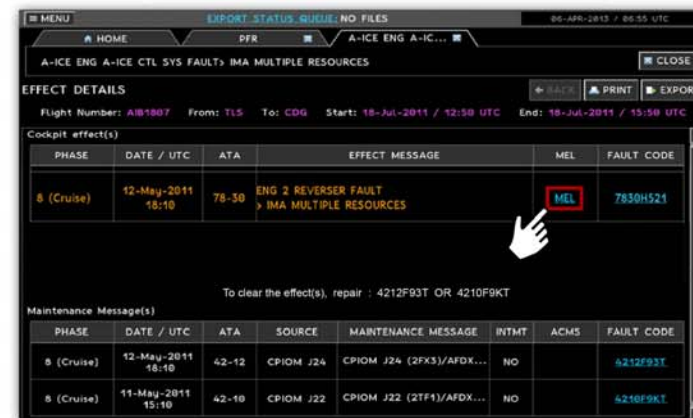 MENU
EXPORT STATUS QUEUE: NO FILES
06-APR-2013 / 06:55 UTC
HOME
PFR
A-ICE ENG A-IC...
A-ICE ENG A-ICE CTL SYS FAULT> IMA MULTIPLE RESOURCES
CLOSE
EFFECT DETAILS
BACK
PRINT
EXPOR
Flight Number: AIB1807 From: TLS To: CDG Start: 18-Jul-2011 / 12:50 UTC End: 18-Jul-2011 / 15:50 UTC
Cockpit effect(s)
PHASE DATE / UTC ATA EFFECT MESSAGE MEL FAULT CODE
8 (Cruise) 12-May-2011 18:10 78-30 ENG 2 REVERSER FAULT MEL 7830H521
> IMA MULTIPLE RESOURCES
To clear the effect(s), repair : 4212F93T OR 4210F9KT
Maintenance Message(s)
PHASE DATE / UTC ATA SOURCE MAINTENANCE MESSAGE INTMT ACMS FAULT CODE
8 (Cruise) 12-May-2011 18:10 42-12 CPIOM J24 CPIOM J24 (2FX3)/AFDX... NO 4212F93T
8 (Cruise) 11-May-2011 15:10 42-10 CPIOM J22 CPIOM J22 (2TF1)/AFDX... NO 4210F9KT